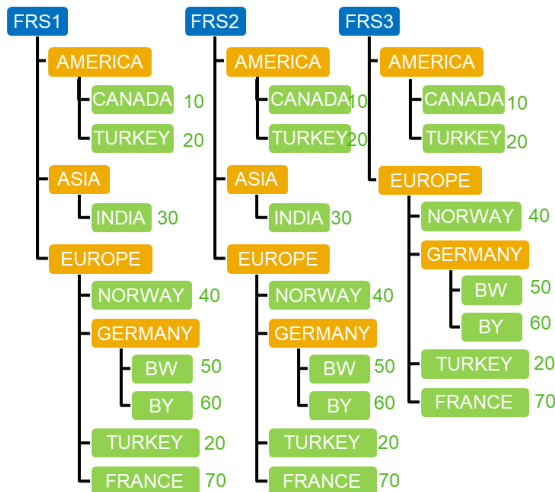 FRS1
AMERICA
CANADA 10
TURKEY 20
ASIA
INDIA 30
EUROPE
NORWAY 40
GERMANY
BW 50
BY 60
TURKEY 20
FRANCE 70
FRS2
AMERICA
CANADA 10
TURKEY 20
ASIA
INDIA 30
EUROPE
NORWAY 40
GERMANY
BW 50
BY 60
TURKEY 20
FRANCE 70
FRS3
AMERICA
CANADA 10
TURKEY 20
EUROPE
NORWAY 40
GERMANY
BW 50
BY 60
TURKEY 20
FRANCE 70